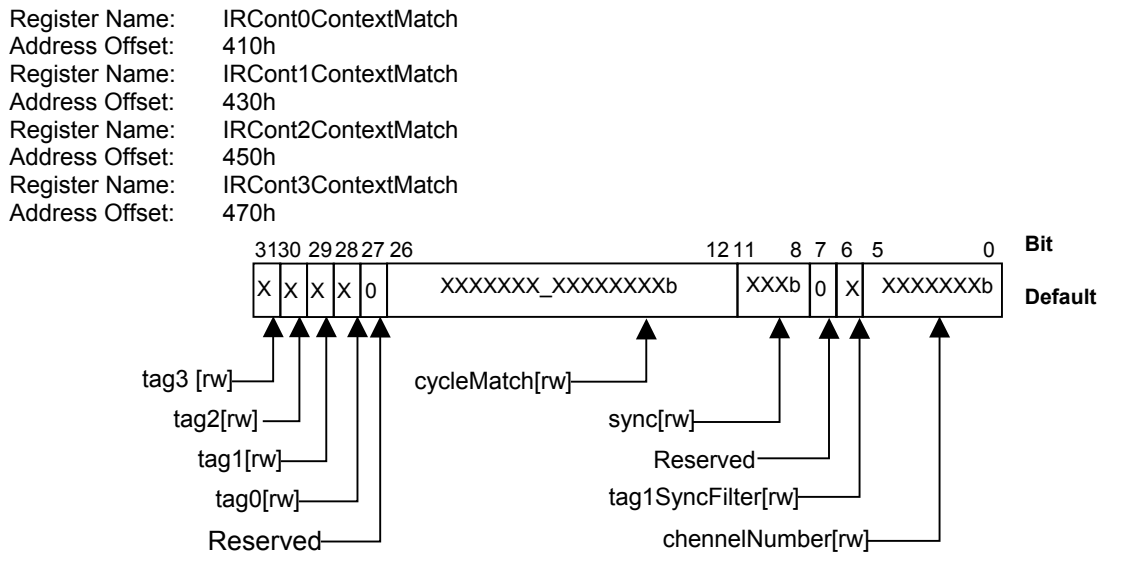 Register Name: IRCont0ContextMatch
Address Offset: 410h
Register Name: IRCont1ContextMatch
Address Offset: 430h
Register Name: IRCont2ContextMatch
Address Offset: 450h
Register Name: IRCont3ContextMatch
Address Offset: 470h
31 30 29 28 27 26 12 11 8 7 6 5 0 Bit
X X X X 0 XXXXXXX_XXXXXXXXb XXXb 0 X XXXXXXXb Default
tag3 [rw] cycleMatch[rw]
tag2[rw] sync[rw]
tag1[rw] Reserved
tag0[rw] tag1SyncFilter[rw]
Reserved chennelNumber[rw]